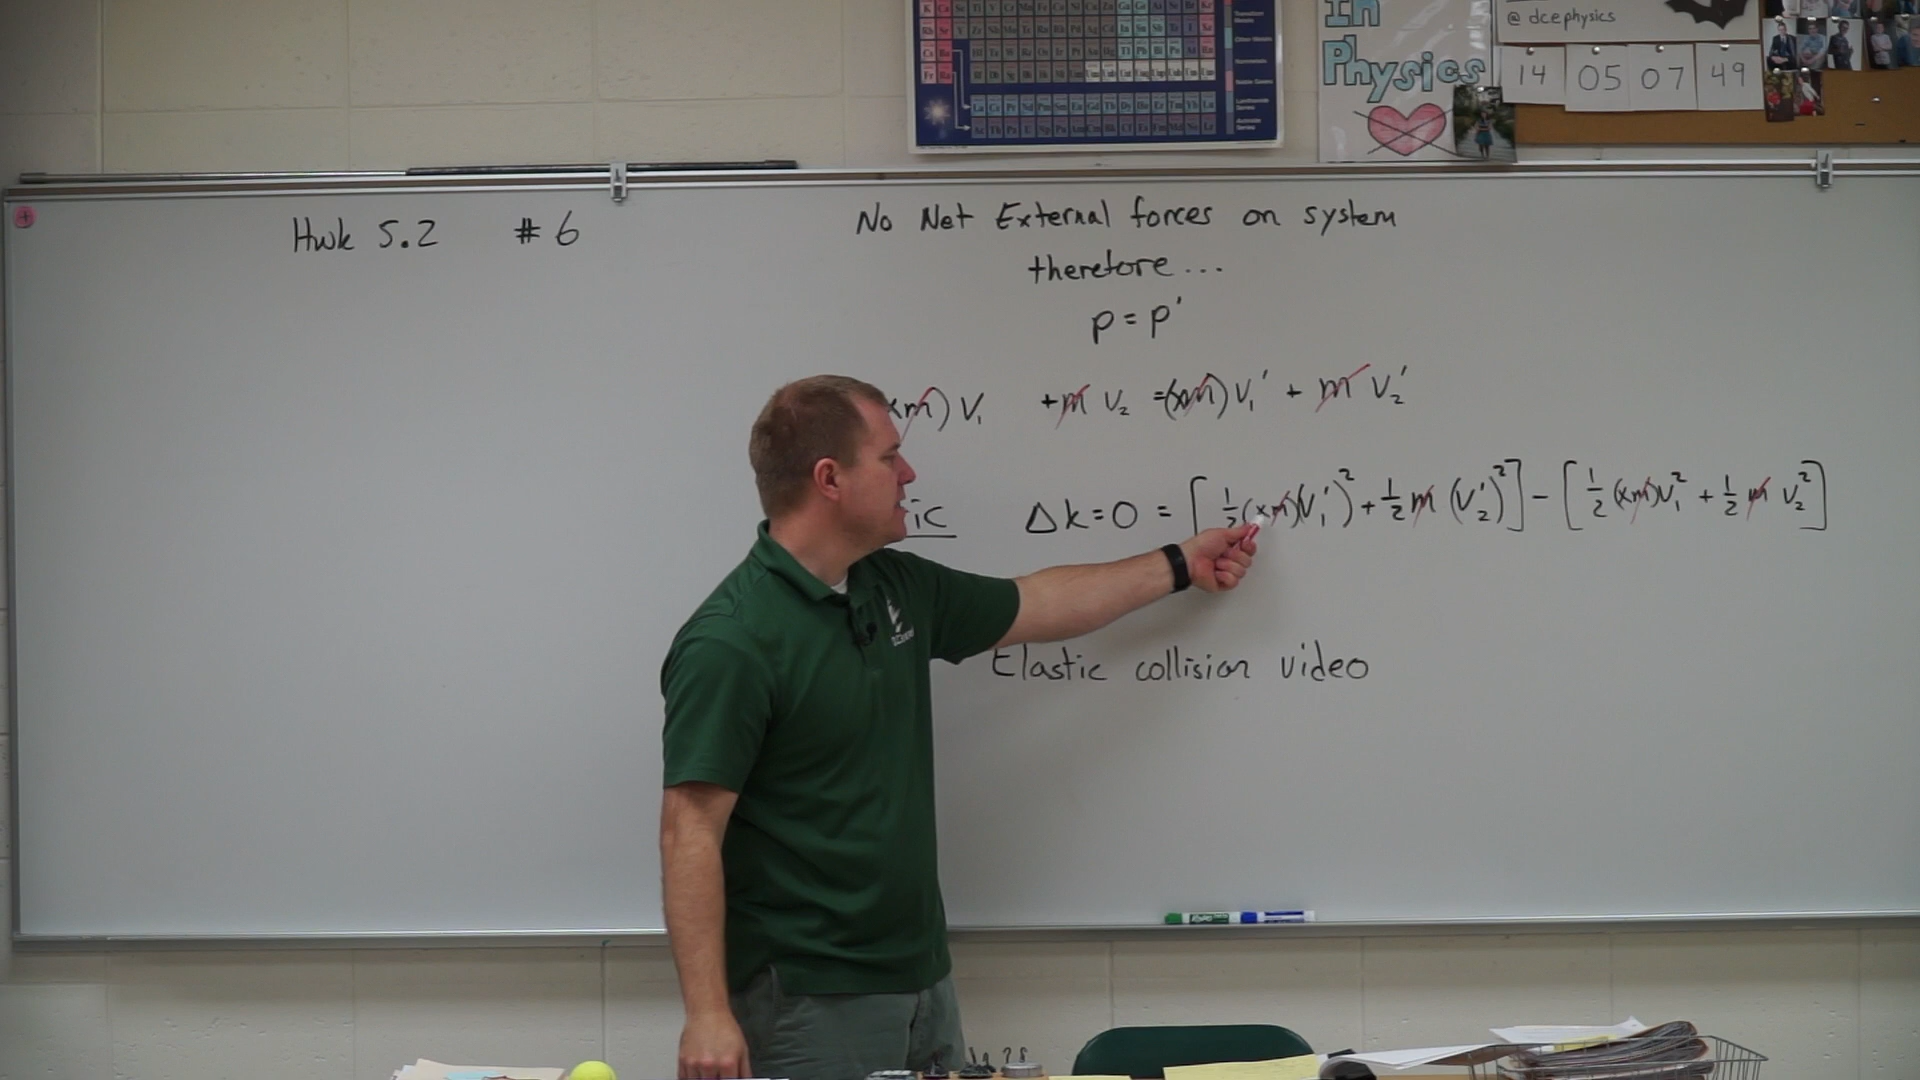 In
Physics
@ dcephysics
14 05 07 49
Hwk 5.2 # 6
No Net External forces on system
therefore...
p = p'
xm) V₁ + m V₂ = (xm) V₁' + m V₂'
ic
Δk = 0 = [ ½ (xm)(V₁')² + ½ m (V₂')² ] - [ ½ (xm) V₁² + ½ m V₂² ]
Elastic collision video